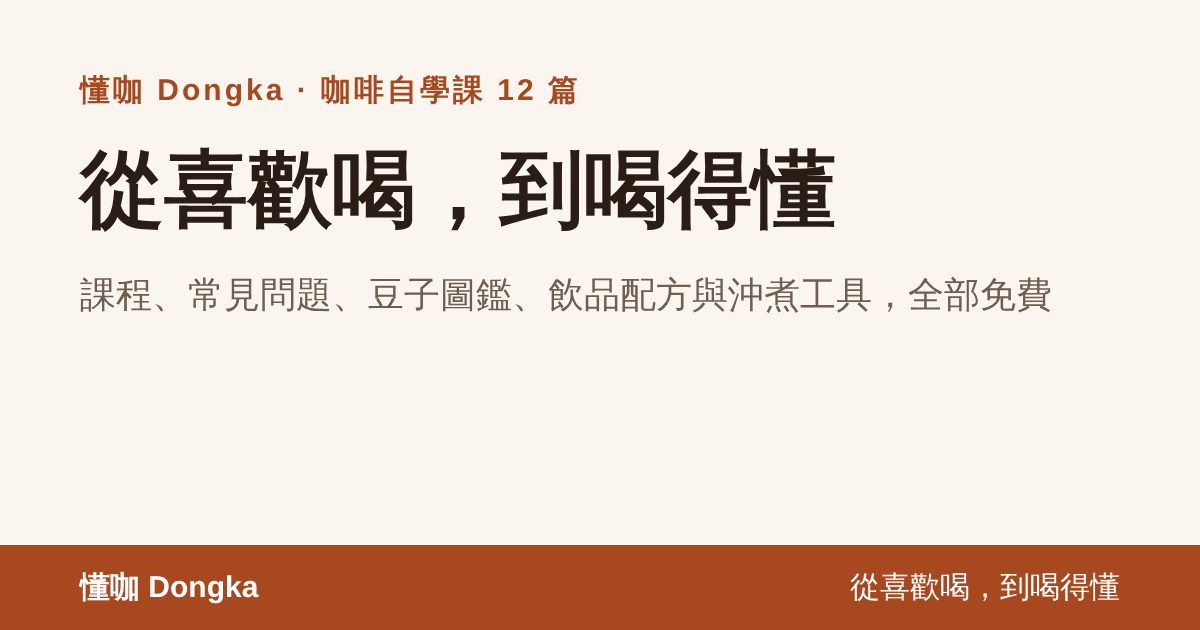 懂咖 Dongka · 咖啡自學課 12 篇
從喜歡喝，到喝得懂
課程、常見問題、豆子圖鑑、飲品配方與沖煮工具，全部免費
懂咖 Dongka
從喜歡喝，到喝得懂